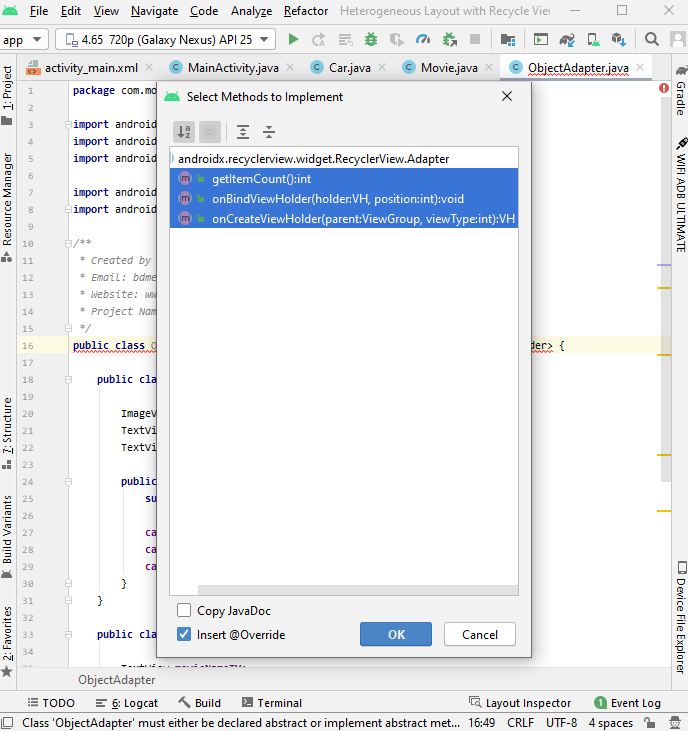 File Edit View Navigate Code Analyze Refactor Heterogeneous Layout with Recycle Vie
app 4.65 720p (Galaxy Nexus) API 25
activity_main.xml MainActivity.java Car.java Movie.java ObjectAdapter.java
Select Methods to Implement
androidx.recyclerview.widget.RecyclerView.Adapter
getItemCount():int
onBindViewHolder(holder:VH, position:int):void
onCreateViewHolder(parent:ViewGroup, viewType:int):VH
Copy JavaDoc
Insert @Override
OK Cancel
1 package com.mo
2
3 import android
4 import android
5 import android
6
7 import android
8 import android
9
10 /**
11 * Created by
12 * Email: bdme
13 * Website: ww
14 * Project Nam
15 */
16 public class O der> {
17
18 public cla
19
20 ImageV
21 TextVi
22 TextVi
23
24 public
25 su
26
27 ca
28 ca
29 ca
30 }
31 }
32
33 public cla
34
TextView movieNameTV;
1: Project
Resource Manager
7: Structure
Build Variants
2: Favorites
Gradle
WIFI ADB ULTIMATE
Device File Explorer
ObjectAdapter
TODO 6: Logcat Build Terminal Layout Inspector 1 Event Log
Class 'ObjectAdapter' must either be declared abstract or implement abstract met... 16:49 CRLF UTF-8 4 spaces